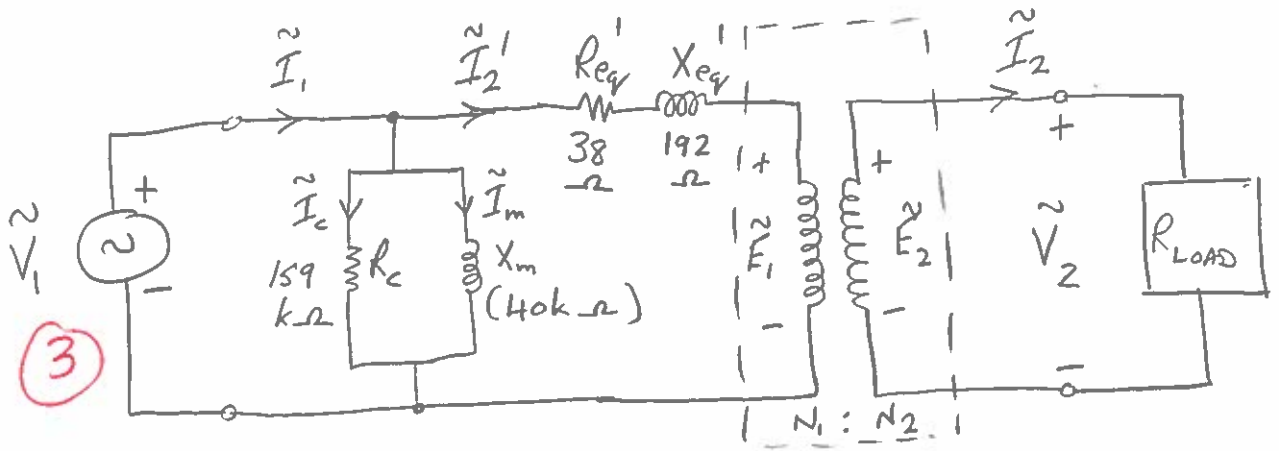 Ĩ₁ Ĩ₂' Req' Xeq' Ĩ₂
38 Ω 192 Ω
+ + + +
Ṽ₁ ~ Ĩc Ĩm Ẽ₁ Ẽ₂ Ṽ₂ RLOAD
159 kΩ Rc Xm (40k Ω)
- - - -
3
N₁ : N₂